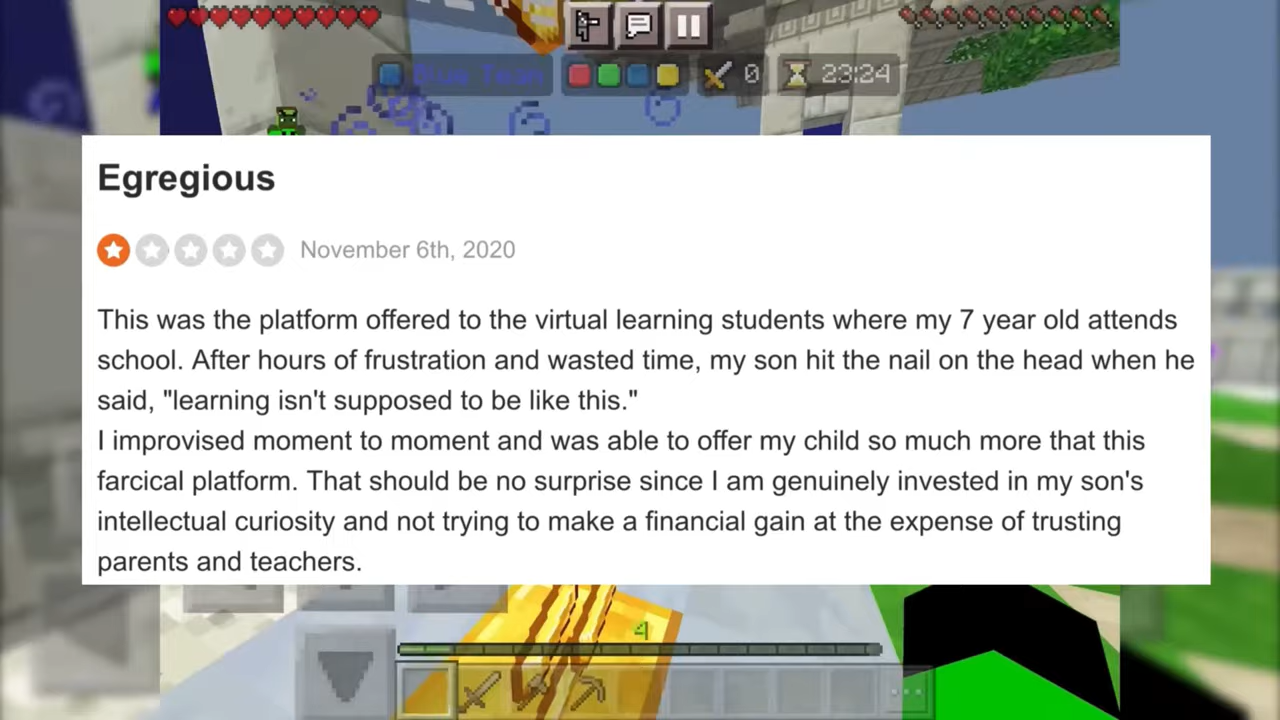 Blue Team
0
23:24
Egregious
November 6th, 2020
This was the platform offered to the virtual learning students where my 7 year old attends
school. After hours of frustration and wasted time, my son hit the nail on the head when he
said, "learning isn't supposed to be like this."
I improvised moment to moment and was able to offer my child so much more that this
farcical platform. That should be no surprise since I am genuinely invested in my son's
intellectual curiosity and not trying to make a financial gain at the expense of trusting
parents and teachers.
4